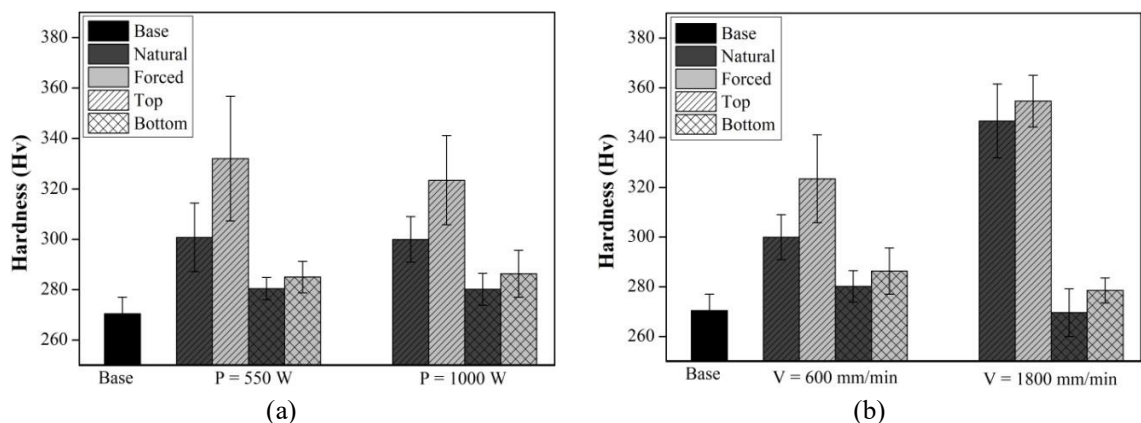 380
360
340
320
300
280
260
Hardness (Hv)
Base
Natural
Forced
Top
Bottom
Base
P = 550 W
P = 1000 W
(a)
380
360
340
320
300
280
260
Hardness (Hv)
Base
Natural
Forced
Top
Bottom
Base
V = 600 mm/min
V = 1800 mm/min
(b)